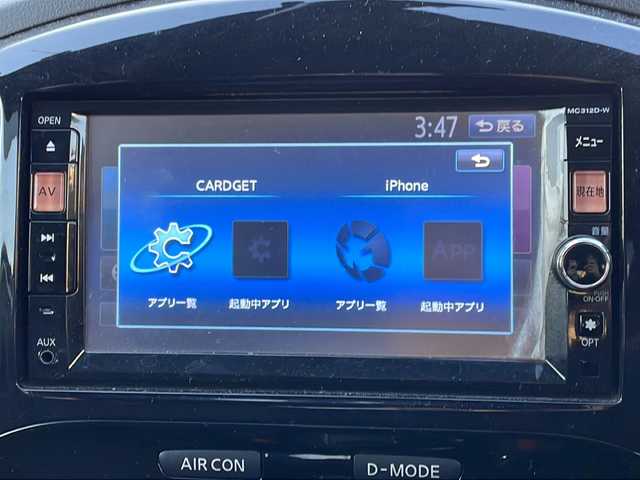 OPEN
MC312D-W
3:47
戻る
メニュー
CARDGET
iPhone
AV
現在地
音量
APP
アプリ一覧
起動中アプリ
アプリ一覧
起動中アプリ
PUSH
ON·OFF
AUX
OPT
AIR CON
D-MODE